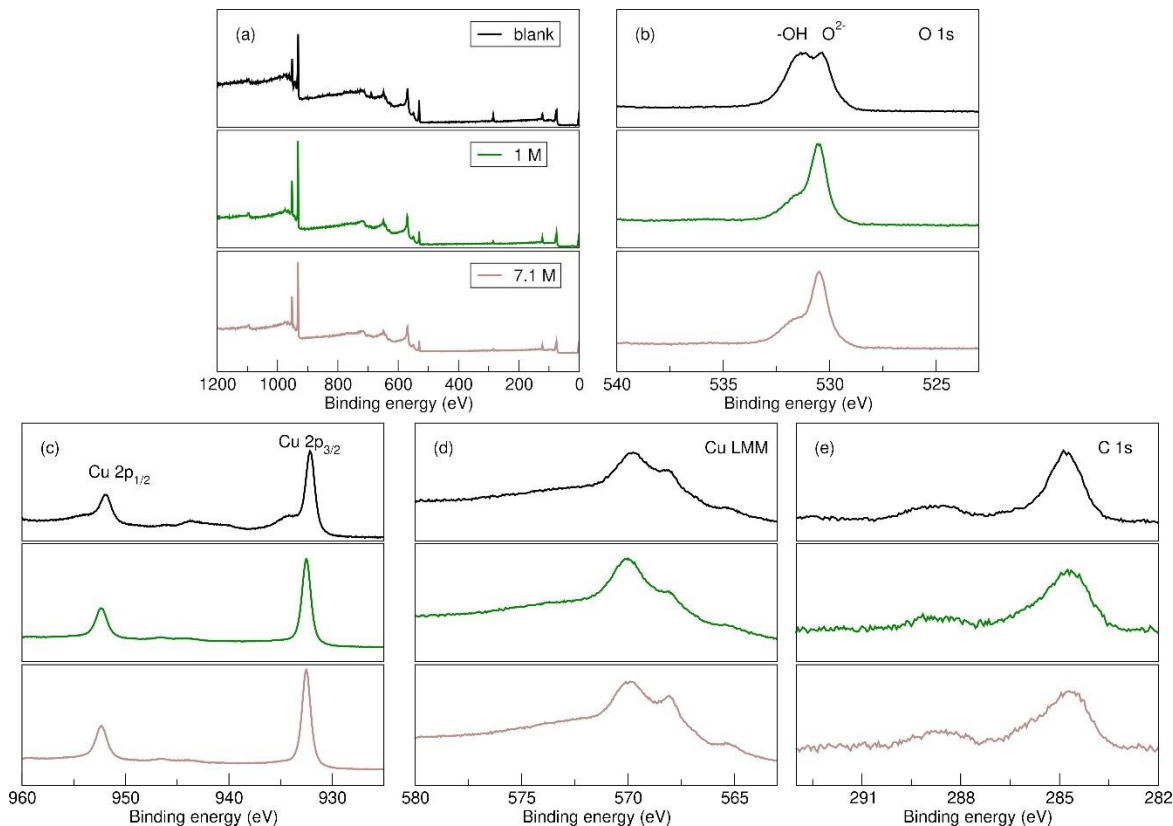 (a)
blank
1 M
7.1 M
1200 1000 800 600 400 200 0
Binding energy (eV)
(b) -OH O²⁻ O 1s
540 535 530 525
Binding energy (eV)
(c) Cu 2p₁/₂ Cu 2p₃/₂
960 950 940 930
Binding energy (eV)
(d) Cu LMM
580 575 570 565
Binding energy (eV)
(e) C 1s
291 288 285 282
Binding energy (eV)